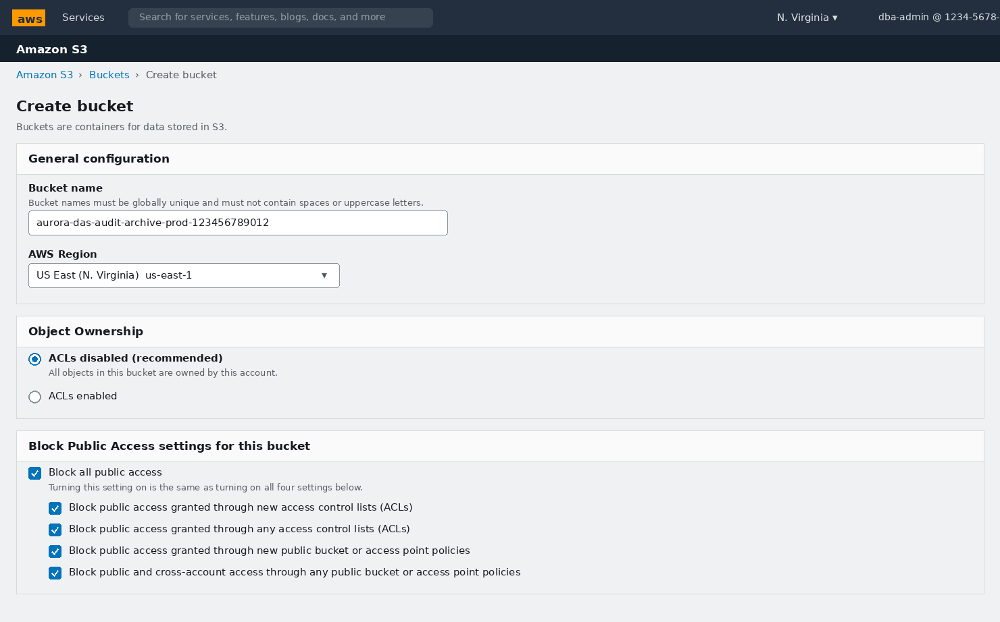 aws Services Search for services, features, blogs, docs, and more N. Virginia ▾ dba-admin @ 1234-5678-
Amazon S3
Amazon S3 › Buckets › Create bucket
Create bucket
Buckets are containers for data stored in S3.
General configuration
Bucket name
Bucket names must be globally unique and must not contain spaces or uppercase letters.
aurora-das-audit-archive-prod-123456789012
AWS Region
US East (N. Virginia) us-east-1 ▼
Object Ownership
ACLs disabled (recommended)
All objects in this bucket are owned by this account.
ACLs enabled
Block Public Access settings for this bucket
Block all public access
Turning this setting on is the same as turning on all four settings below.
Block public access granted through new access control lists (ACLs)
Block public access granted through any access control lists (ACLs)
Block public access granted through new public bucket or access point policies
Block public and cross-account access through any public bucket or access point policies